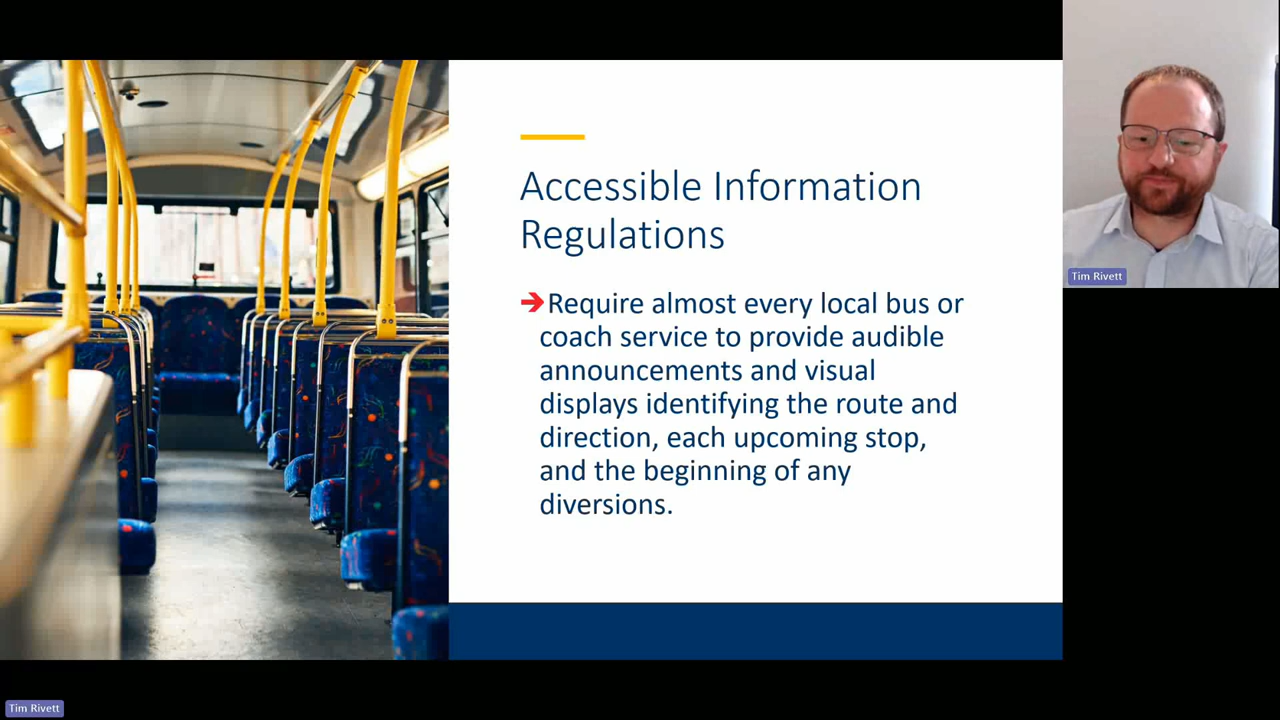 Accessible Information
Regulations
➔Require almost every local bus or
coach service to provide audible
announcements and visual
displays identifying the route and
direction, each upcoming stop,
and the beginning of any
diversions.
Tim Rivett
Tim Rivett